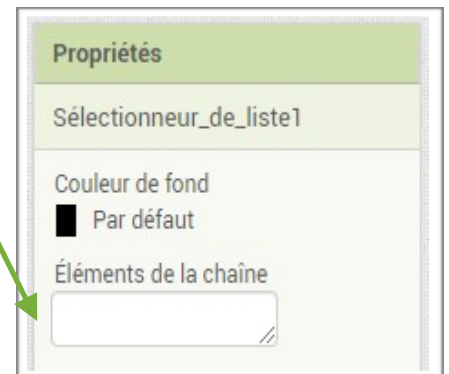 Propriétés
Sélectionneur_de_liste1
Couleur de fond
Par défaut
Éléments de la chaîne